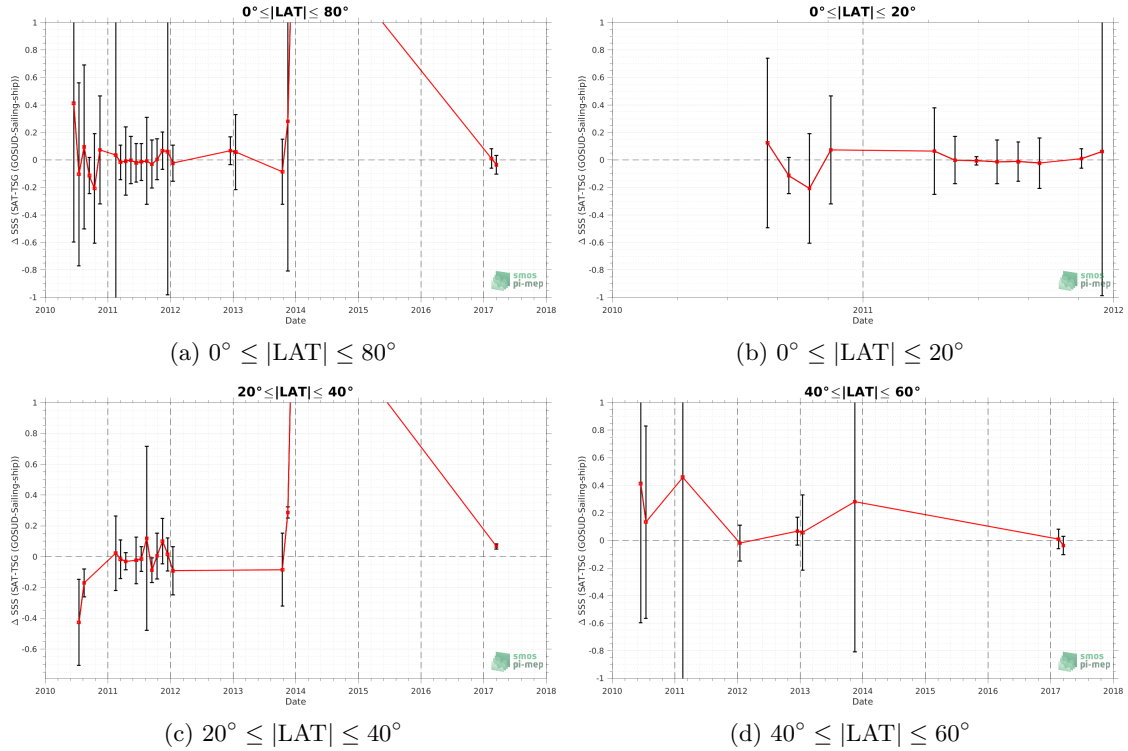 0°≤|LAT|≤ 80°
Δ SSS (SAT-TSG (GOSUD-Sailing-ship))
1
0.8
0.6
0.4
0.2
0
-0.2
-0.4
-0.6
-0.8
-1
2010 2011 2012 2013 2014 2015 2016 2017 2018
Date
smos
pi-mep
(a) 0° ≤ |LAT| ≤ 80°
0°≤|LAT|≤ 20°
Δ SSS (SAT-TSG (GOSUD-Sailing-ship))
1
0.8
0.6
0.4
0.2
0
-0.2
-0.4
-0.6
-0.8
-1
2010 2011 2012
Date
smos
pi-mep
(b) 0° ≤ |LAT| ≤ 20°
20°≤|LAT|≤ 40°
Δ SSS (SAT-TSG (GOSUD-Sailing-ship))
1
0.8
0.6
0.4
0.2
0
-0.2
-0.4
-0.6
2010 2011 2012 2013 2014 2015 2016 2017 2018
Date
smos
pi-mep
(c) 20° ≤ |LAT| ≤ 40°
40°≤|LAT|≤ 60°
Δ SSS (SAT-TSG (GOSUD-Sailing-ship))
1
0.8
0.6
0.4
0.2
0
-0.2
-0.4
-0.6
-0.8
-1
2010 2011 2012 2013 2014 2015 2016 2017 2018
Date
smos
pi-mep
(d) 40° ≤ |LAT| ≤ 60°